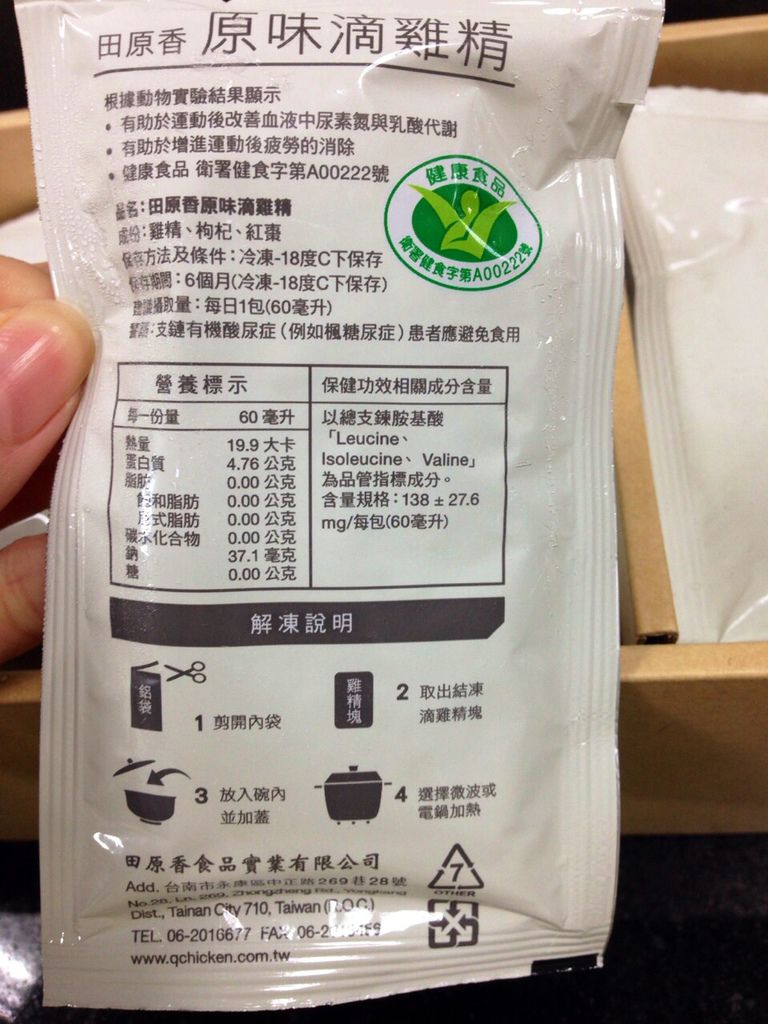 田原香 原味滴雞精
根據動物實驗結果顯示
• 有助於運動後改善血液中尿素氮與乳酸代謝
• 有助於增進運動後疲勞的消除
• 健康食品 衛署健食字第A00222號
健康食品
衛署健食字第A00222號
品名:田原香原味滴雞精
成份:雞精、枸杞、紅棗
保存方法及條件:冷凍-18度C下保存
保存期間:6個月(冷凍-18度C下保存)
建議攝取量:每日1包(60毫升)
警語:支鏈有機酸尿症(例如楓糖尿症)患者應避免食用
營養標示
每一份量 60 毫升
熱量 19.9 大卡
蛋白質 4.76 公克
脂肪 0.00 公克
飽和脂肪 0.00 公克
反式脂肪 0.00 公克
碳水化合物 0.00 公克
鈉 37.1 毫克
糖 0.00 公克
保健功效相關成分含量
以總支鍊胺基酸
「Leucine、
Isoleucine、 Valine」
為品管指標成分。
含量規格:138 ± 27.6
mg/每包(60毫升)
解凍說明
鋁袋
1 剪開內袋
雞精塊
2 取出結凍
滴雞精塊
3 放入碗內
並加蓋
4 選擇微波或
電鍋加熱
田原香食品實業有限公司
Add. 台南市永康區中正路269巷28號
No.28, Ln. 269, Zhongzheng Rd., Yongkang
Dist., Tainan City 710, Taiwan (R.O.C.)
TEL. 06-2016677 FAX. 06-2
www.qchicken.com.tw
7
OTHER